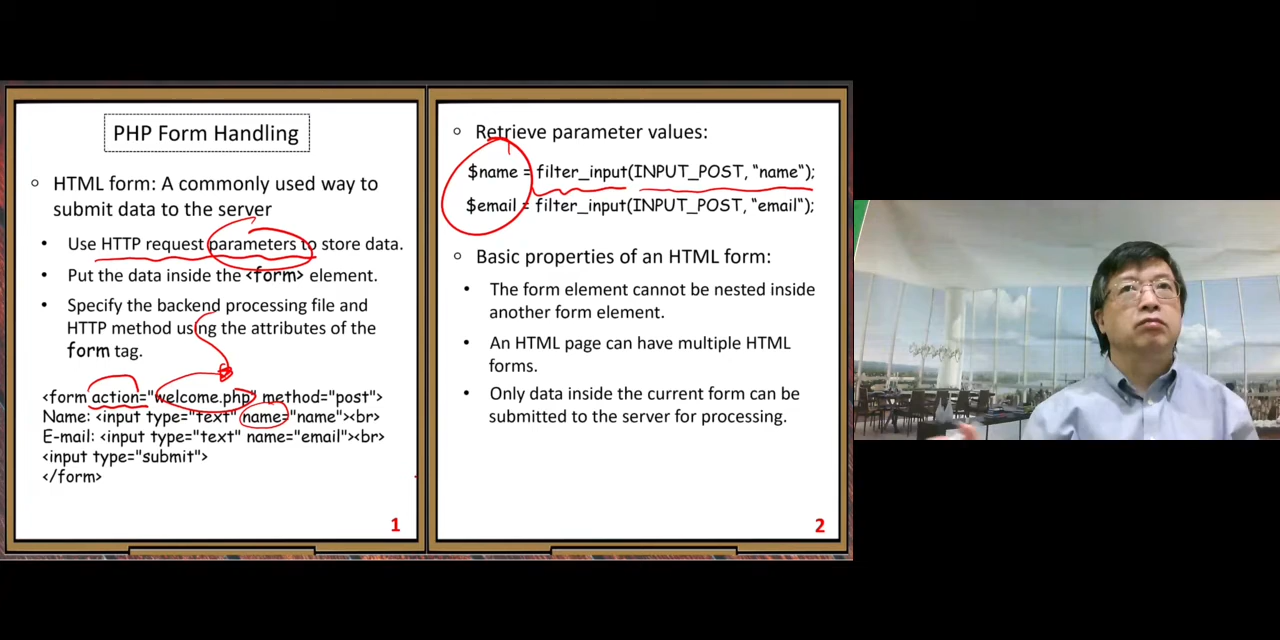 PHP Form Handling
○ HTML form: A commonly used way to
submit data to the server
• Use HTTP request parameters to store data.
• Put the data inside the <form> element.
• Specify the backend processing file and
HTTP method using the attributes of the
form tag.
<form action="welcome.php" method="post">
Name: <input type="text" name="name"><br>
E-mail: <input type="text" name="email"><br>
<input type="submit">
</form>
1
○ Retrieve parameter values:
$name = filter_input(INPUT_POST, “name“);
$email = filter_input(INPUT_POST, “email“);
○ Basic properties of an HTML form:
• The form element cannot be nested inside
another form element.
• An HTML page can have multiple HTML
forms.
• Only data inside the current form can be
submitted to the server for processing.
2